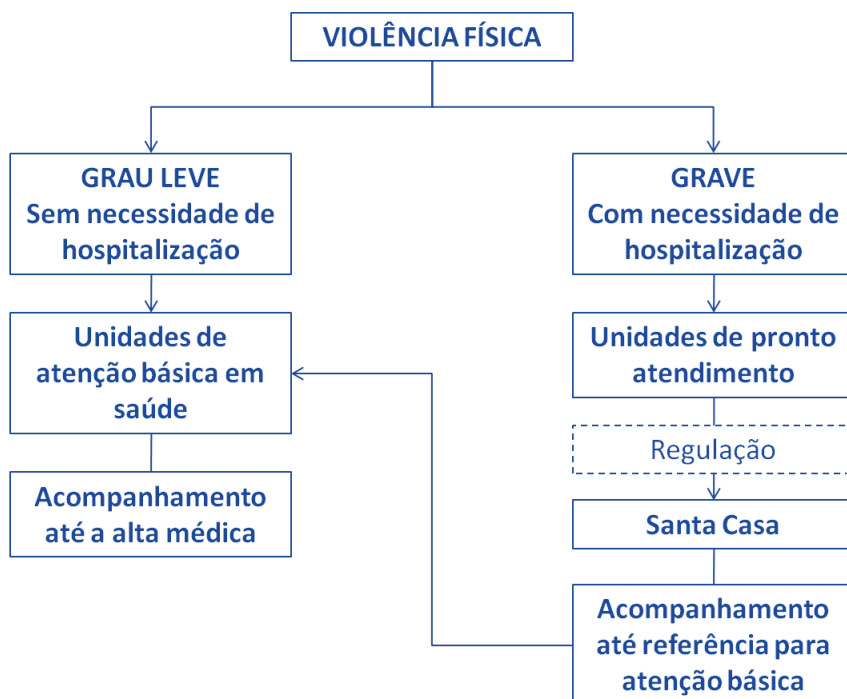 VIOLÊNCIA FÍSICA
GRAU LEVE
Sem necessidade de
hospitalização
GRAVE
Com necessidade de
hospitalização
Unidades de
atenção básica em
saúde
Unidades de pronto
atendimento
Regulação
Acompanhamento
até a alta médica
Santa Casa
Acompanhamento
até referência para
atenção básica